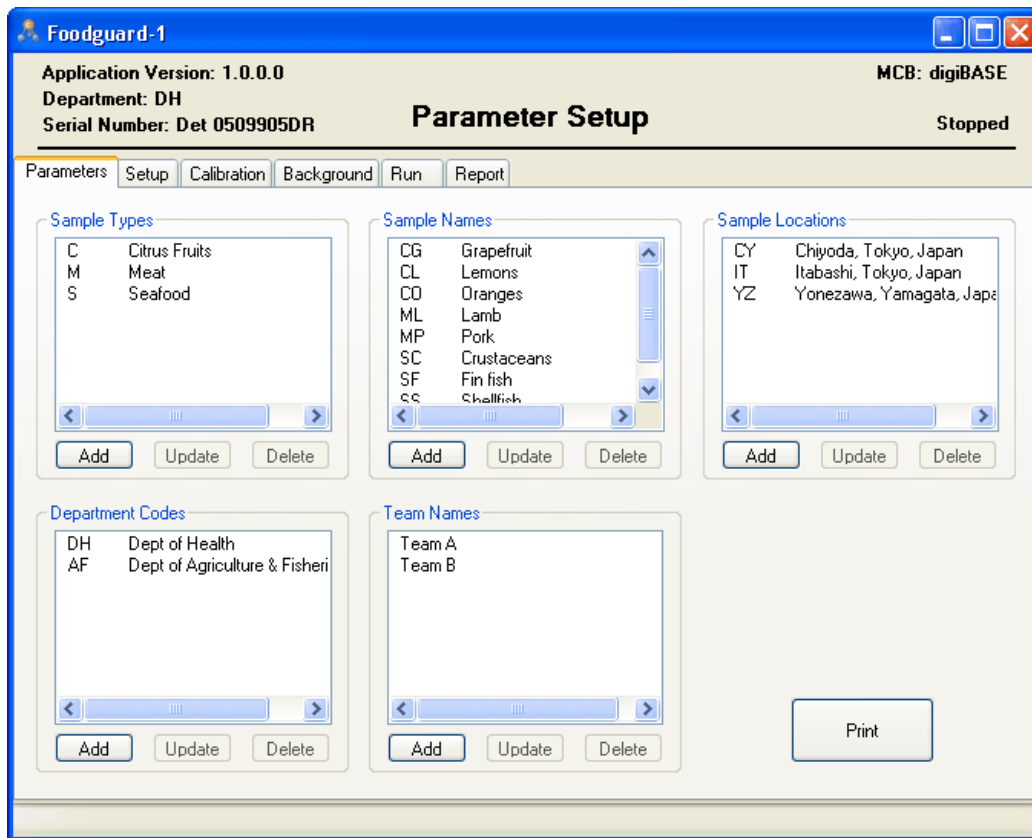 Foodguard-1
Application Version: 1.0.0.0
Department: DH
Serial Number: Det 0509905DR
Parameter Setup
MCB: digiBASE
Stopped
Parameters Setup Calibration Background Run Report
Sample Types
C Citrus Fruits
M Meat
S Seafood
Add Update Delete
Sample Names
CG Grapefruit
CL Lemons
CO Oranges
ML Lamb
MP Pork
SC Crustaceans
SF Fin fish
SS Shellfish
Add Update Delete
Sample Locations
CY Chiyoda, Tokyo, Japan
IT Itabashi, Tokyo, Japan
YZ Yonezawa, Yamagata, Japa
Add Update Delete
Department Codes
DH Dept of Health
AF Dept of Agriculture & Fisheri
Add Update Delete
Team Names
Team A
Team B
Add Update Delete
Print